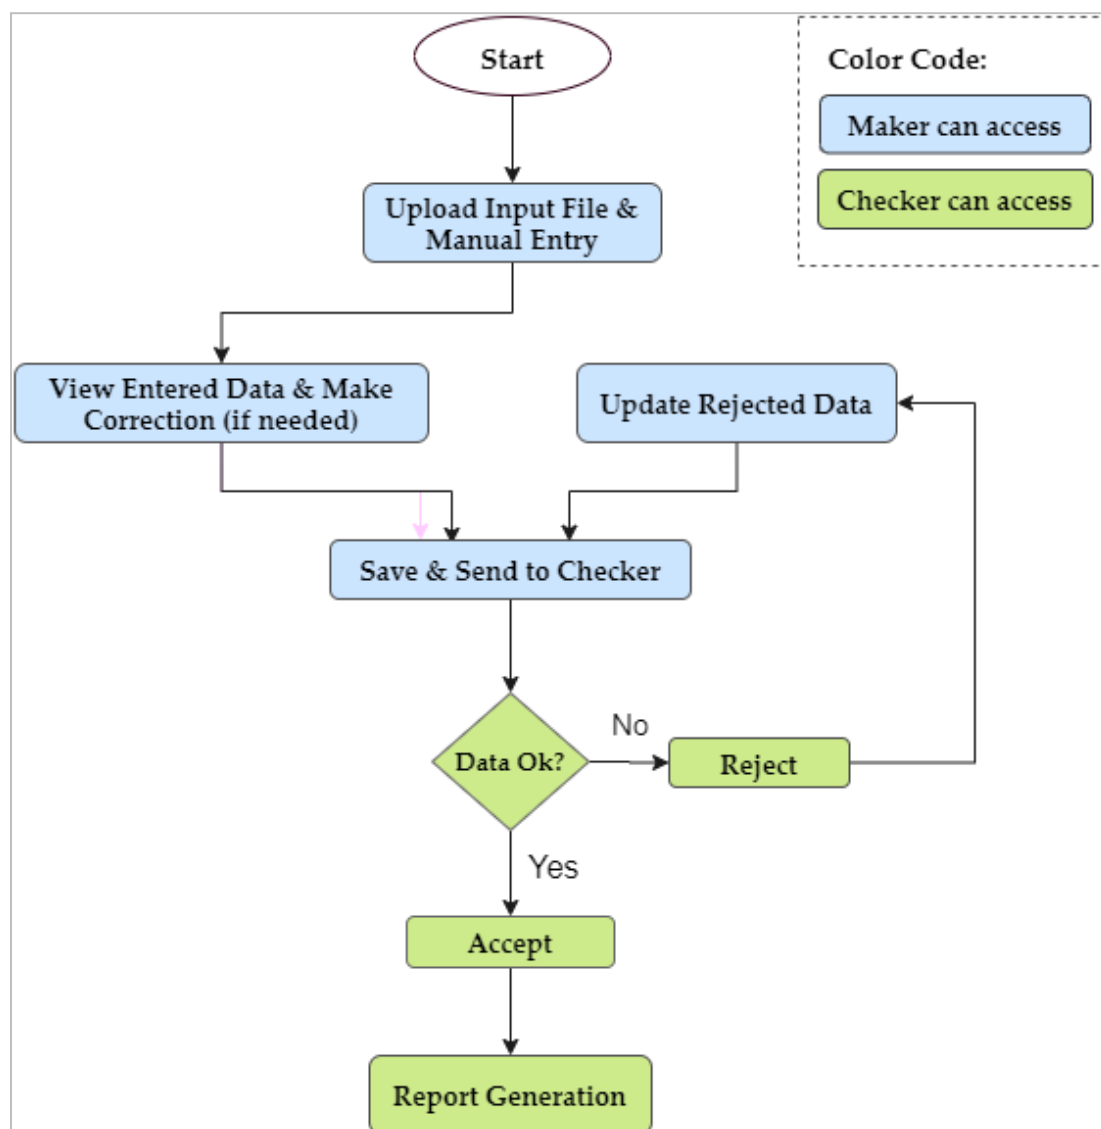 Start
Color Code:
Maker can access
Checker can access
Upload Input File &
Manual Entry
View Entered Data & Make
Correction (if needed)
Update Rejected Data
Save & Send to Checker
Data Ok?
No
Reject
Yes
Accept
Report Generation